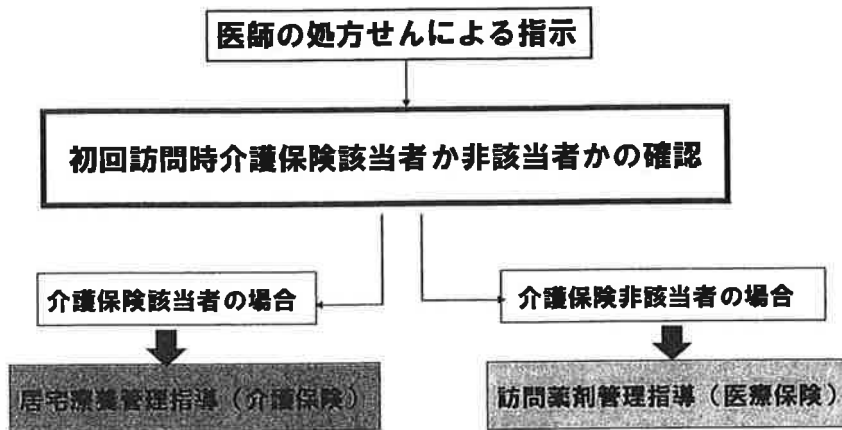 医師の処方せんによる指示
初回訪問時介護保険該当者か非該当者かの確認
介護保険該当者の場合
介護保険非該当者の場合
居宅療養管理指導（介護保険）
訪問薬剤管理指導（医療保険）